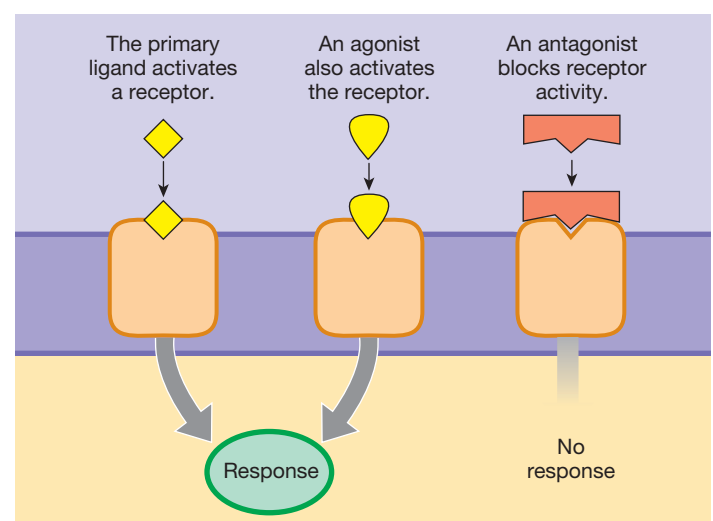 The primary
ligand activates
a receptor.
An agonist
also activates
the receptor.
An antagonist
blocks receptor
activity.
Response
No
response